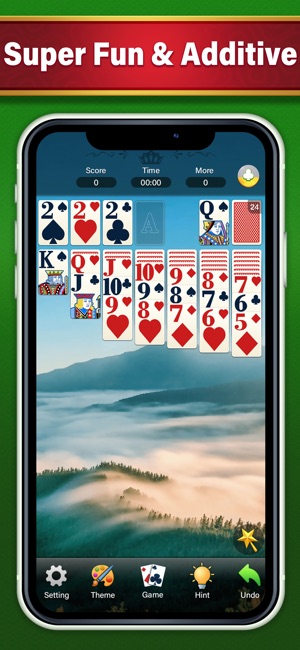 Super Fun & Additive
Score Time More
0 00:00 0
2 2 2 A Q 24
K Q 10 10 9 8 7
J 9 9 8 7 6
8 7 6 5
Setting Theme Game Hint Undo